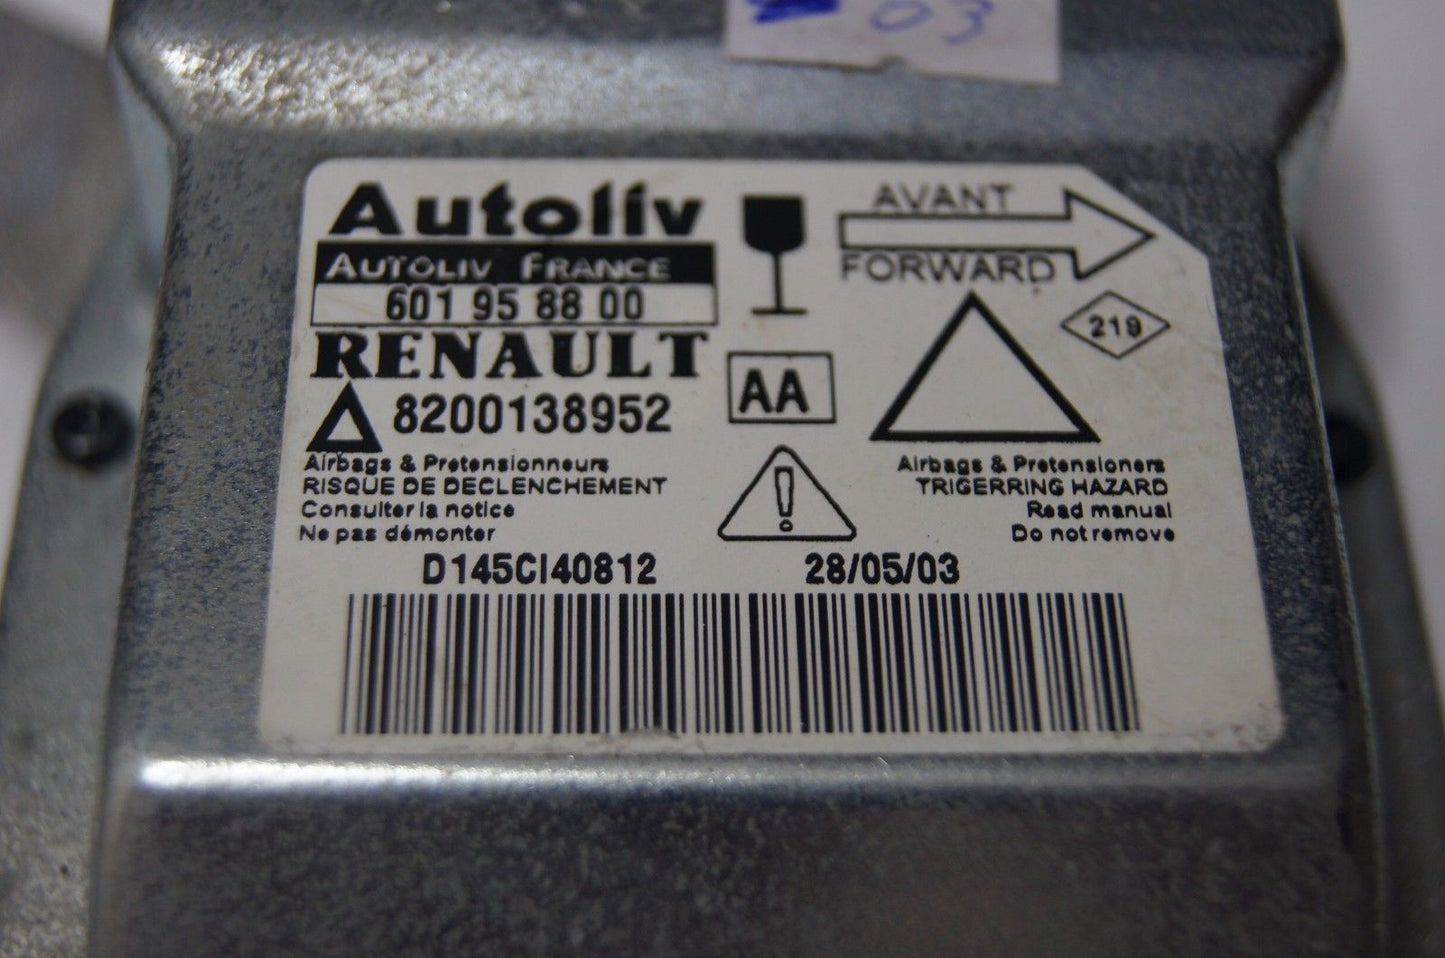 03
Autoliv
AUTOLIV FRANCE
601 95 88 00
RENAULT
8200138952
AA
AVANT
FORWARD
219
Airbags & Pretensionneurs
RISQUE DE DECLENCHEMENT
Consulter la notice
Ne pas démonter
Airbags & Pretensioners
TRIGERRING HAZARD
Read manual
Do not remove
D145CI40812
28/05/03